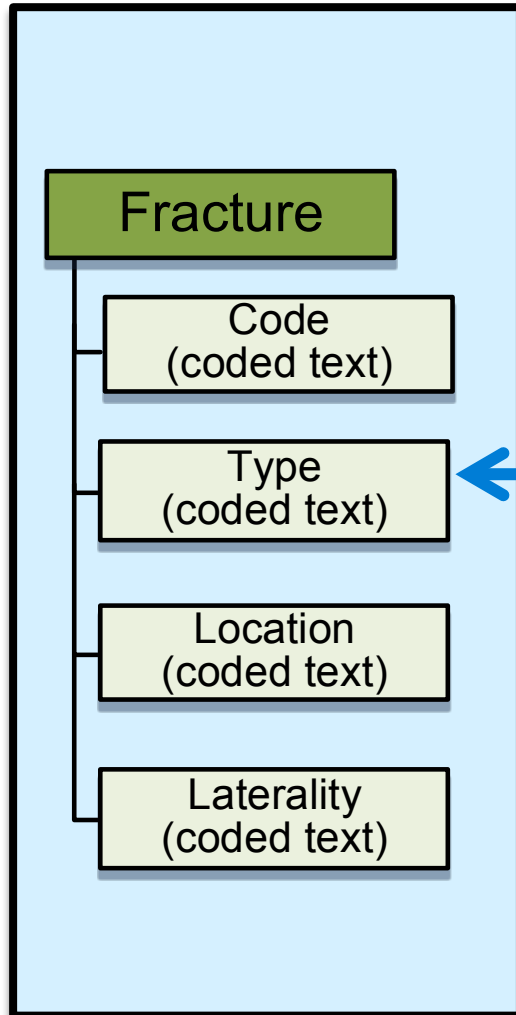 Fracture
Code
(coded text)
Type
(coded text)
Location
(coded text)
Laterality
(coded text)